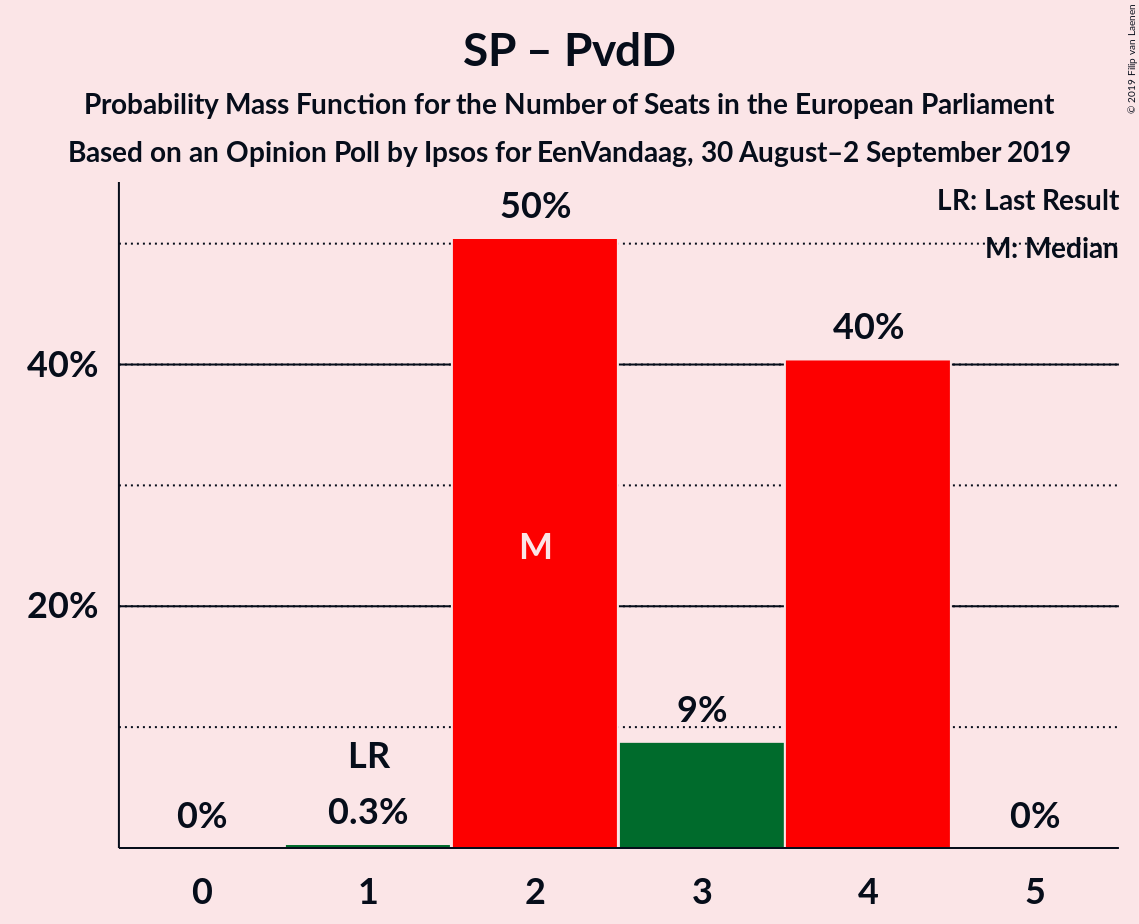 SP – PvdD
Probability Mass Function for the Number of Seats in the European Parliament
Based on an Opinion Poll by Ipsos for EenVandaag, 30 August–2 September 2019
© 2019 Filip van Laenen
LR: Last Result
M: Median
50%
40%
40%
M
20%
9%
LR
0%
0.3%
0%
0
1
2
3
4
5